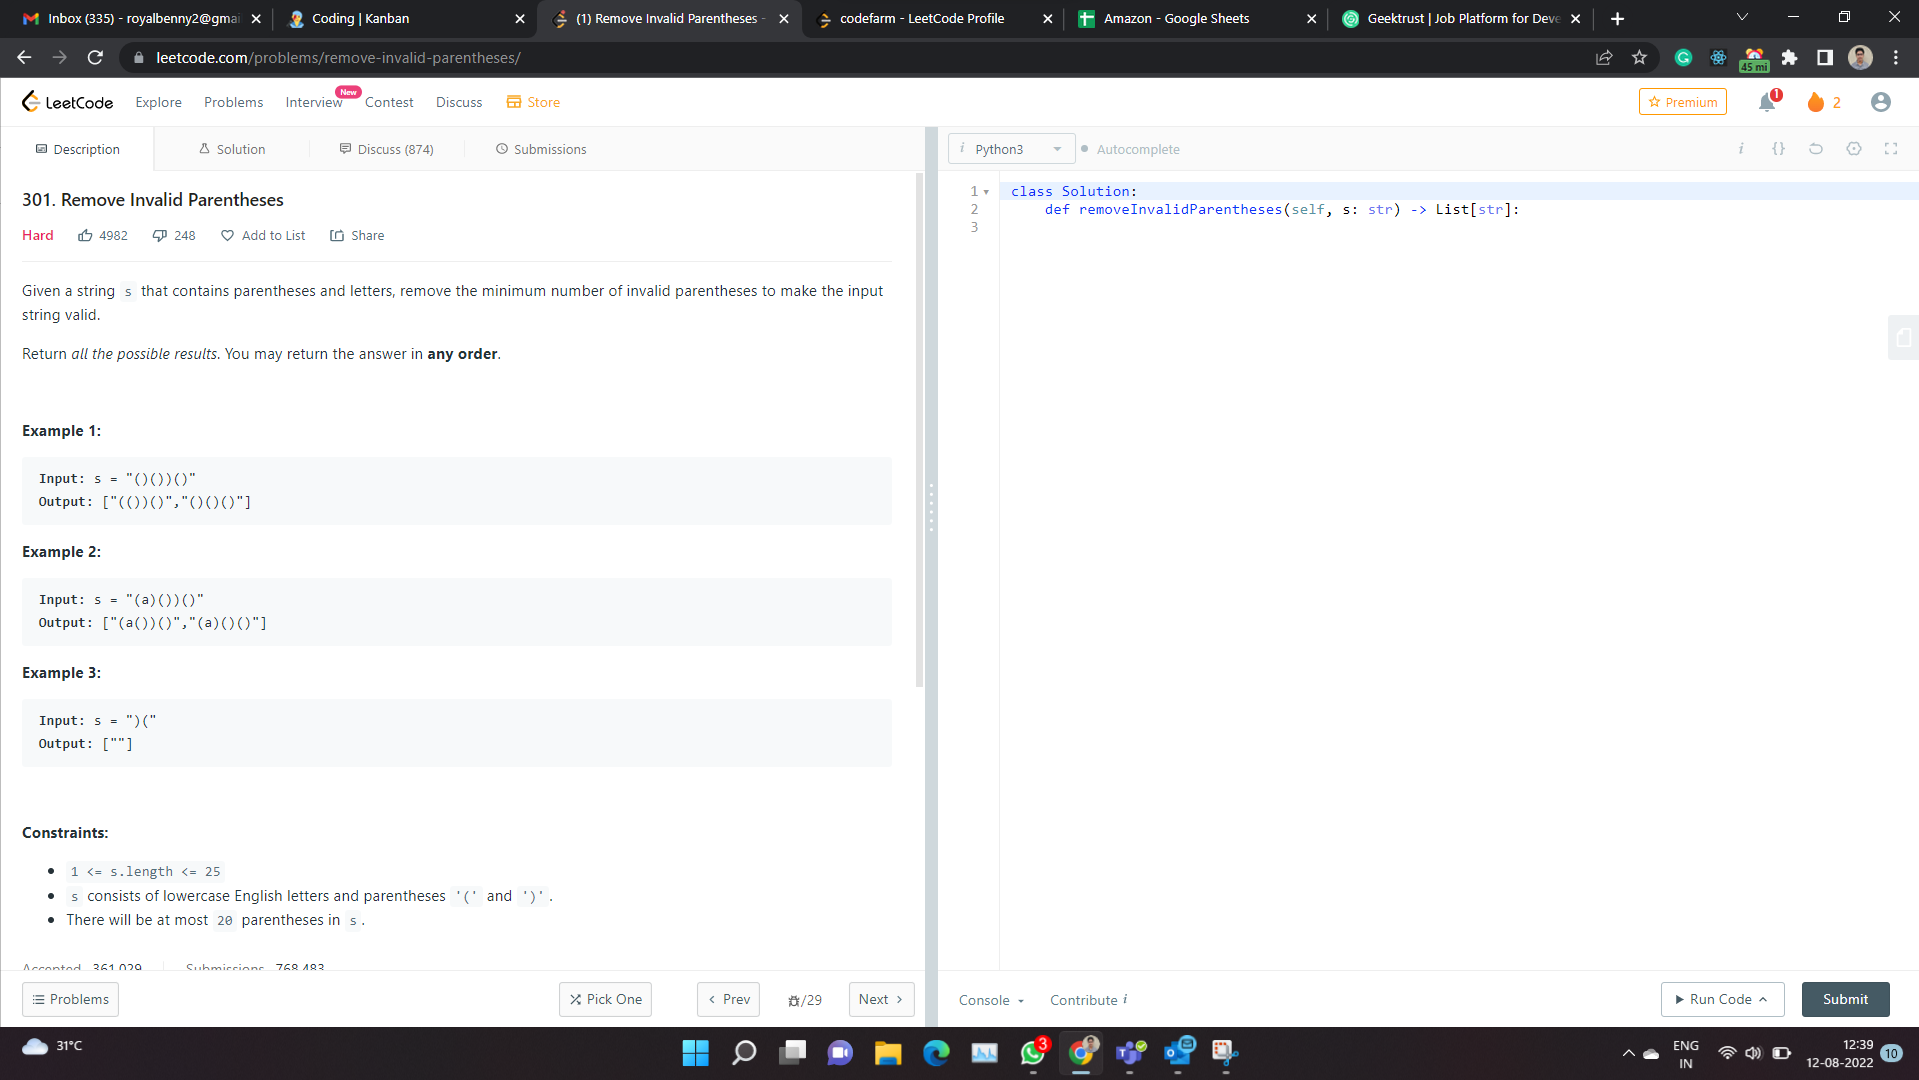 Inbox (335) - royalbenny2@gmai
Coding | Kanban
(1) Remove Invalid Parentheses -
codefarm - LeetCode Profile
Amazon - Google Sheets
Geektrust | Job Platform for Deve
leetcode.com/problems/remove-invalid-parentheses/
45 mi
LeetCode Explore Problems Interview New Contest Discuss Store
Premium 1 2
Description Solution Discuss (874) Submissions
i Python3 Autocomplete i {}
301. Remove Invalid Parentheses
Hard 4982 248 Add to List Share
Given a string s that contains parentheses and letters, remove the minimum number of invalid parentheses to make the input
string valid.
Return all the possible results. You may return the answer in any order.
Example 1:
Input: s = "()())()"
Output: ["(())()","()()()"]
Example 2:
Input: s = "(a)())()"
Output: ["(a())()","(a)()()"]
Example 3:
Input: s = ")("
Output: [""]
Constraints:
1 <= s.length <= 25
s consists of lowercase English letters and parentheses '(' and ')'.
There will be at most 20 parentheses in s.
Accepted 361,029 Submissions 768,483
1 class Solution:
2 def removeInvalidParentheses(self, s: str) -> List[str]:
3
Problems Pick One Prev /29 Next
Console Contribute i Run Code Submit
31°C
3
ENG
IN
12:39
12-08-2022
10